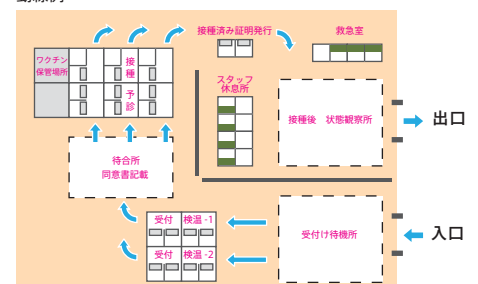 接種済み証明発行
救急室
ワクチン
保管場所
接種
予診
スタッフ
休息所
接種後 状態観察所
出口
待合所
同意書記載
受付 検温 -1
受付 検温 -2
受付け待機所
入口